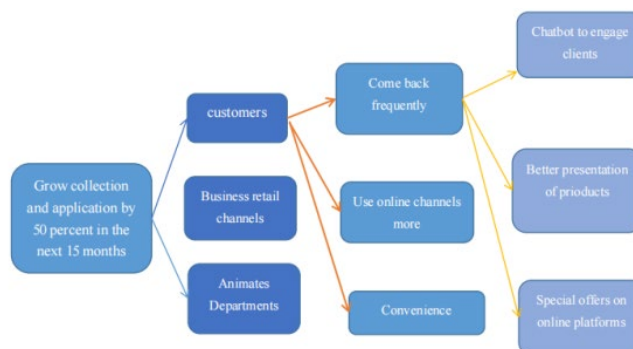 Grow collection
and application by
50 percent in the
next 15 months
customers
Business retail
channels
Animates
Departments
Come back
frequently
Use online channels
more
Convenience
Chatbot to engage
clients
Better presentation
of prioducts
Special offers on
online platforms